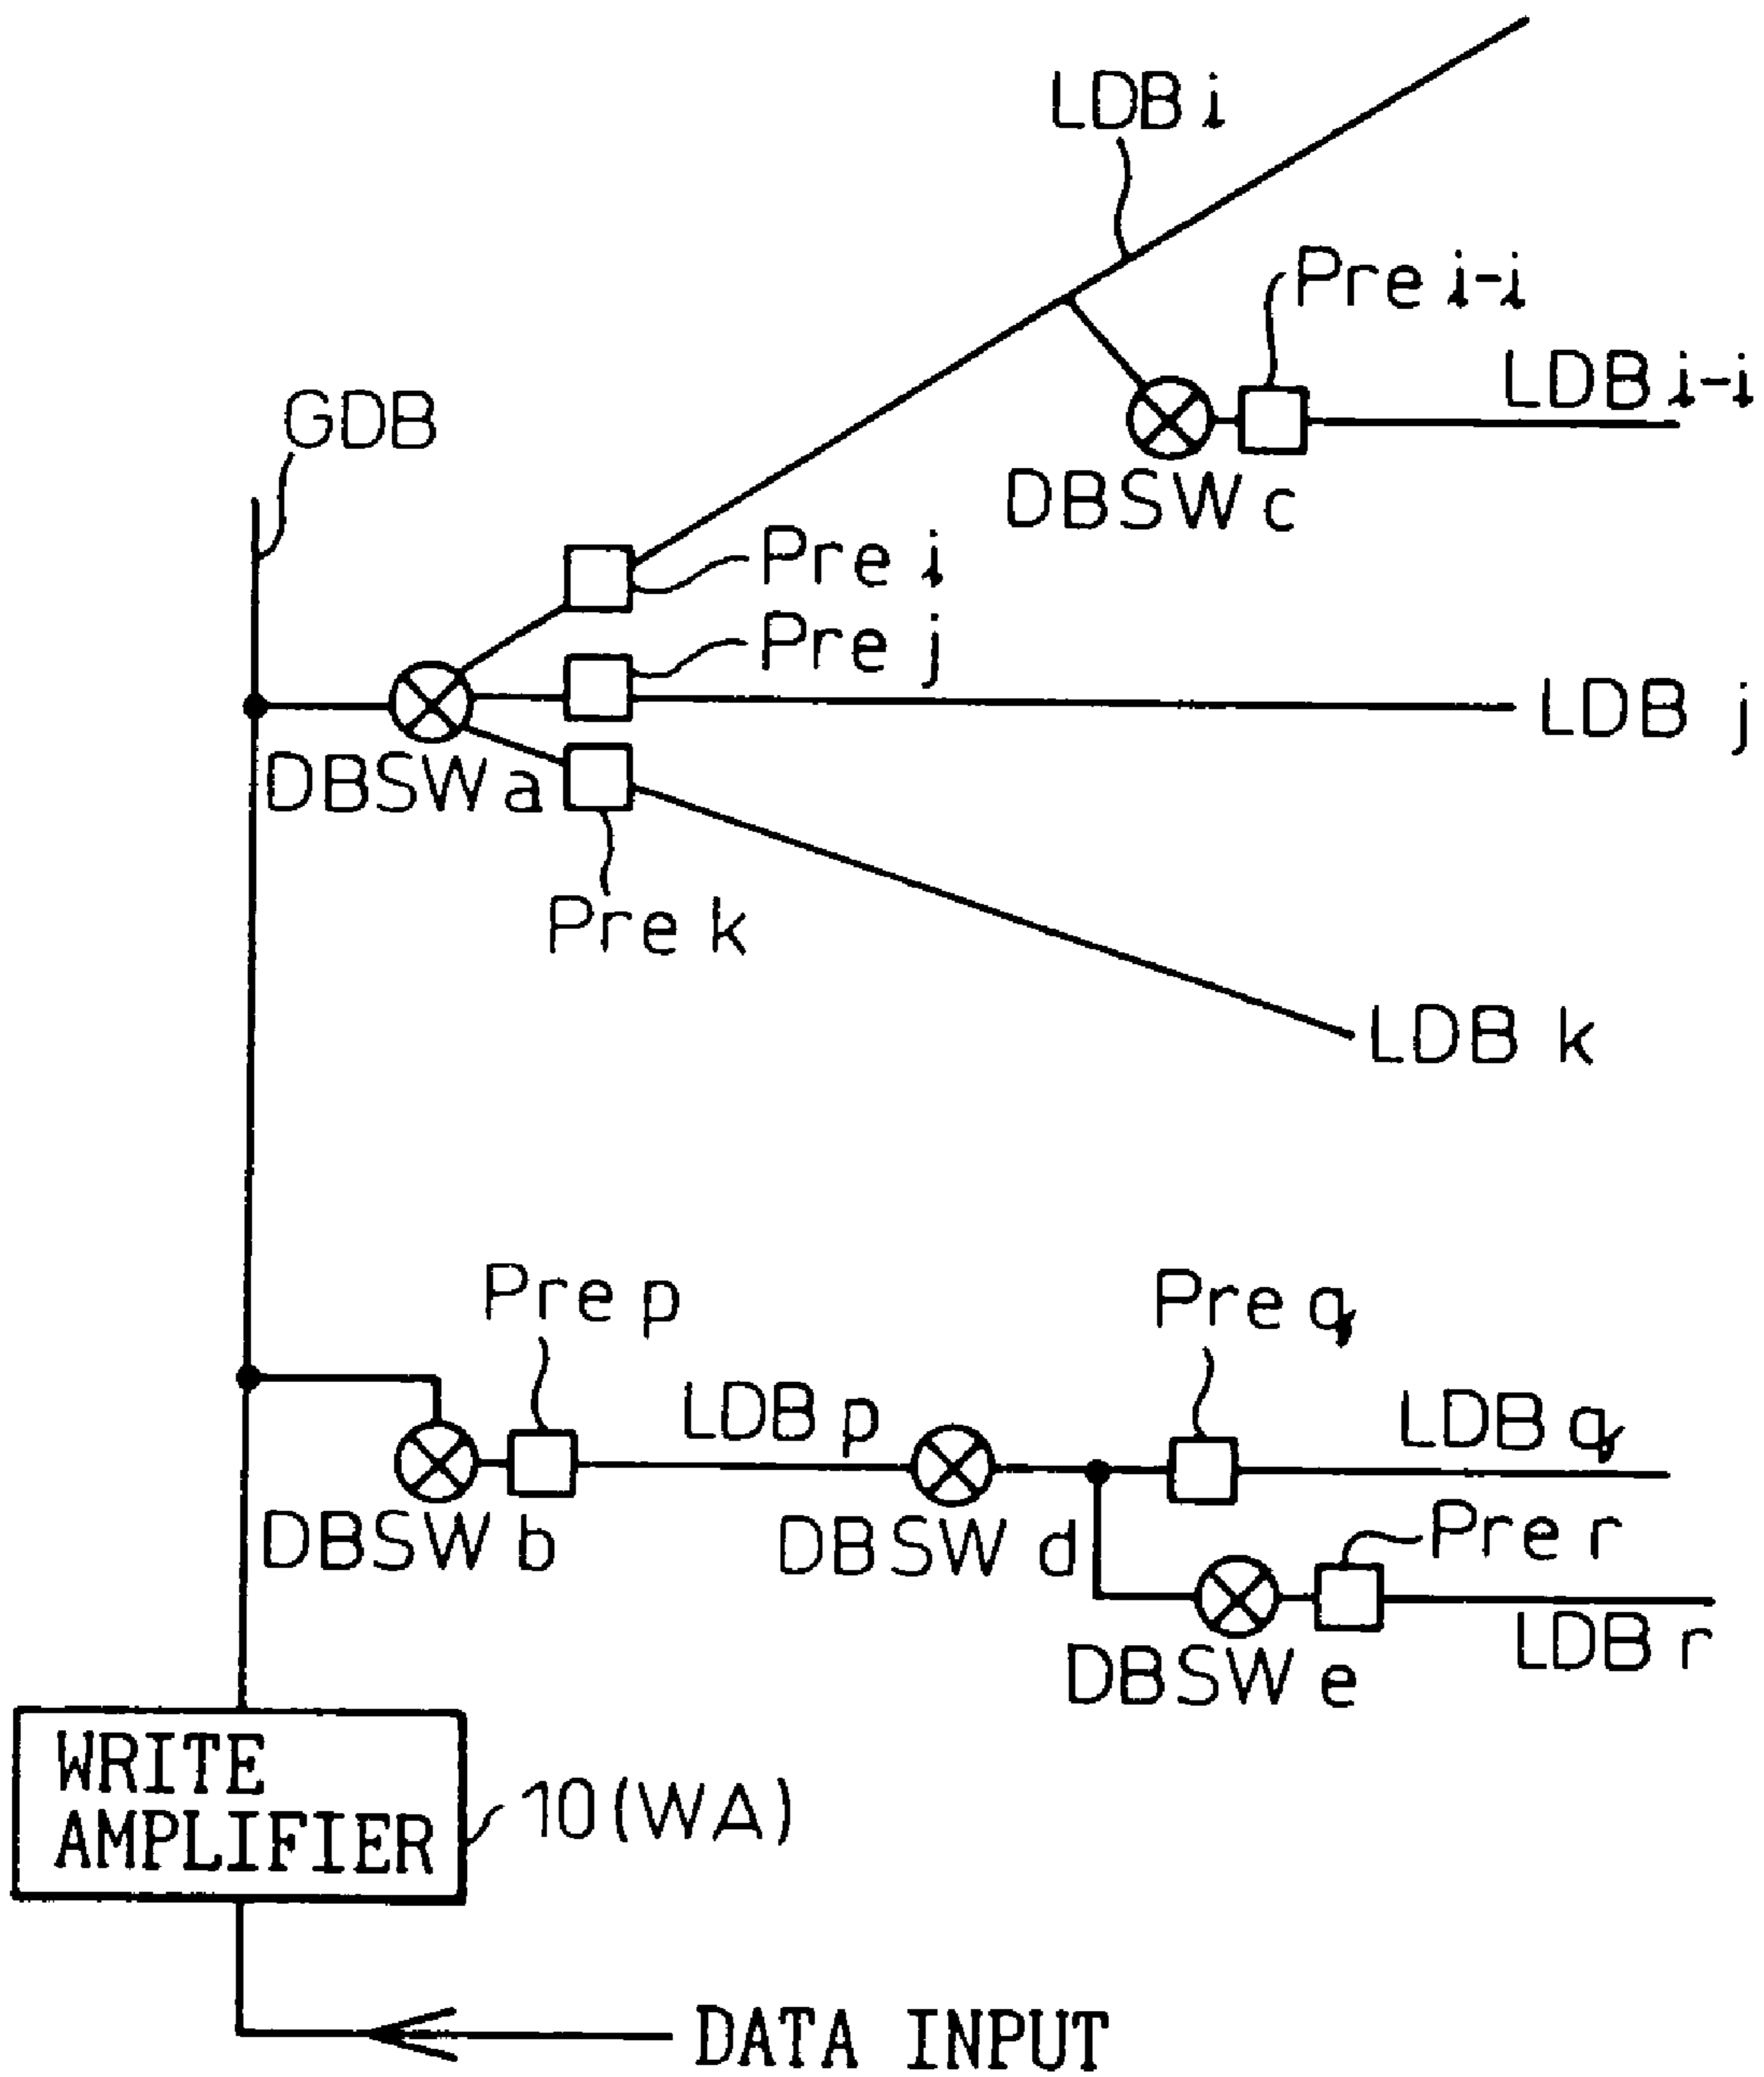 LDB i
Pre i-i
LDB i-i
GDB
DBSW c
Pre i
Pre j
LDB j
DBSW a
Pre k
LDB k
Pre p
Pre q
LDB p
LDB q
DBSW b
DBSW d
Pre r
LDB r
DBSW e
WRITE
AMPLIFIER
10(WA)
DATA INPUT